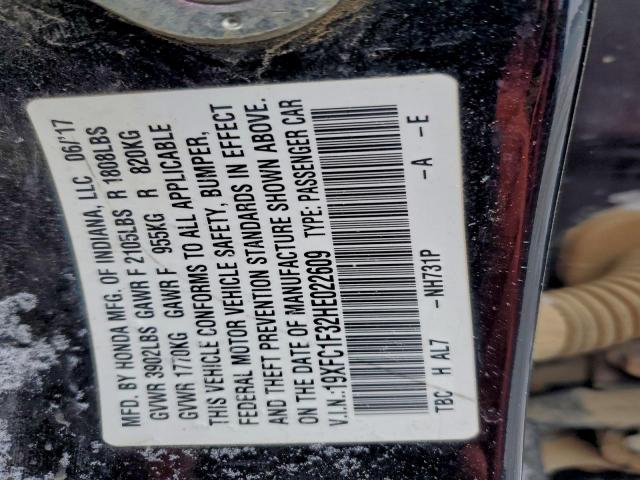 MFD. BY HONDA MFG. OF INDIANA, LLC 06/17
GVWR 3902LBS GAWR F 2105LBS R 1808LBS
GVWR 1770KG GAWR F 955KG R 820KG
THIS VEHICLE CONFORMS TO ALL APPLICABLE
FEDERAL MOTOR VEHICLE SAFETY, BUMPER,
AND THEFT PREVENTION STANDARDS IN EFFECT
ON THE DATE OF MANUFACTURE SHOWN ABOVE.
V.I.N.:19XFC1F32HE022609 TYPE: PASSENGER CAR
TBC H AL7 -NH731P -A -E